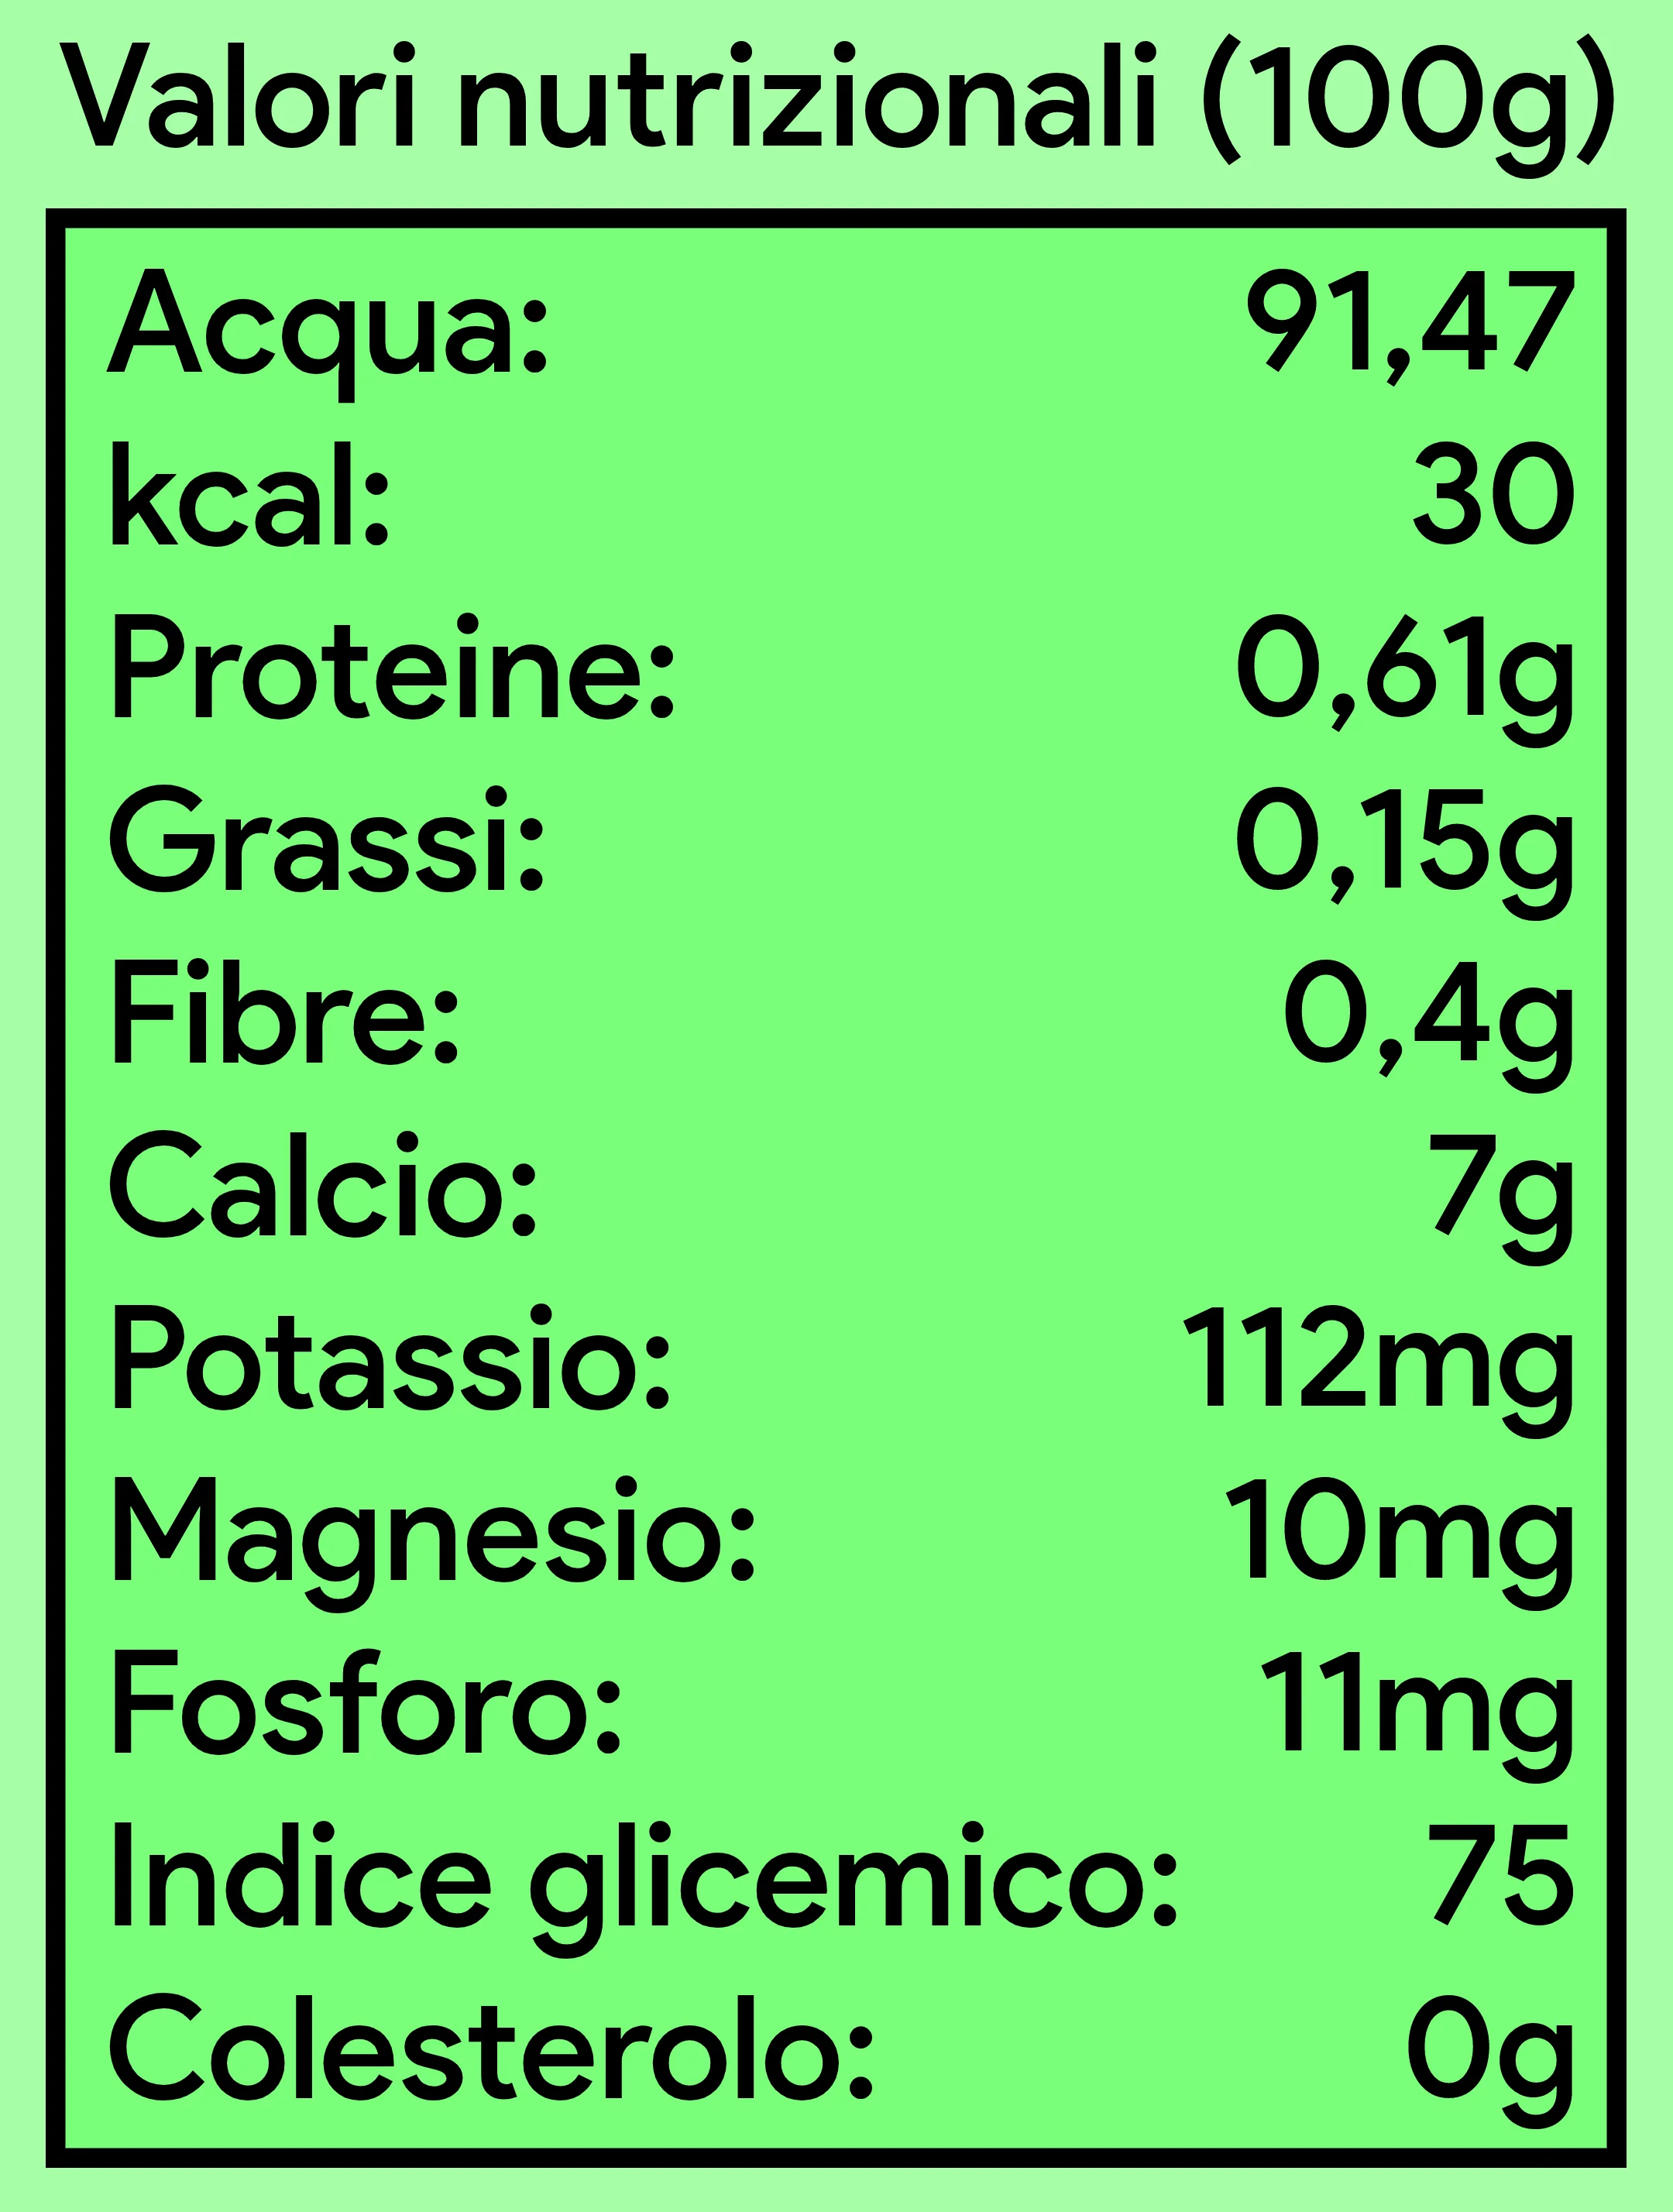 Valori nutrizionali (100g)
Acqua: 91,47
kcal: 30
Proteine: 0,61g
Grassi: 0,15g
Fibre: 0,4g
Calcio: 7g
Potassio: 112mg
Magnesio: 10mg
Fosforo: 11mg
Indice glicemico: 75
Colesterolo: 0g